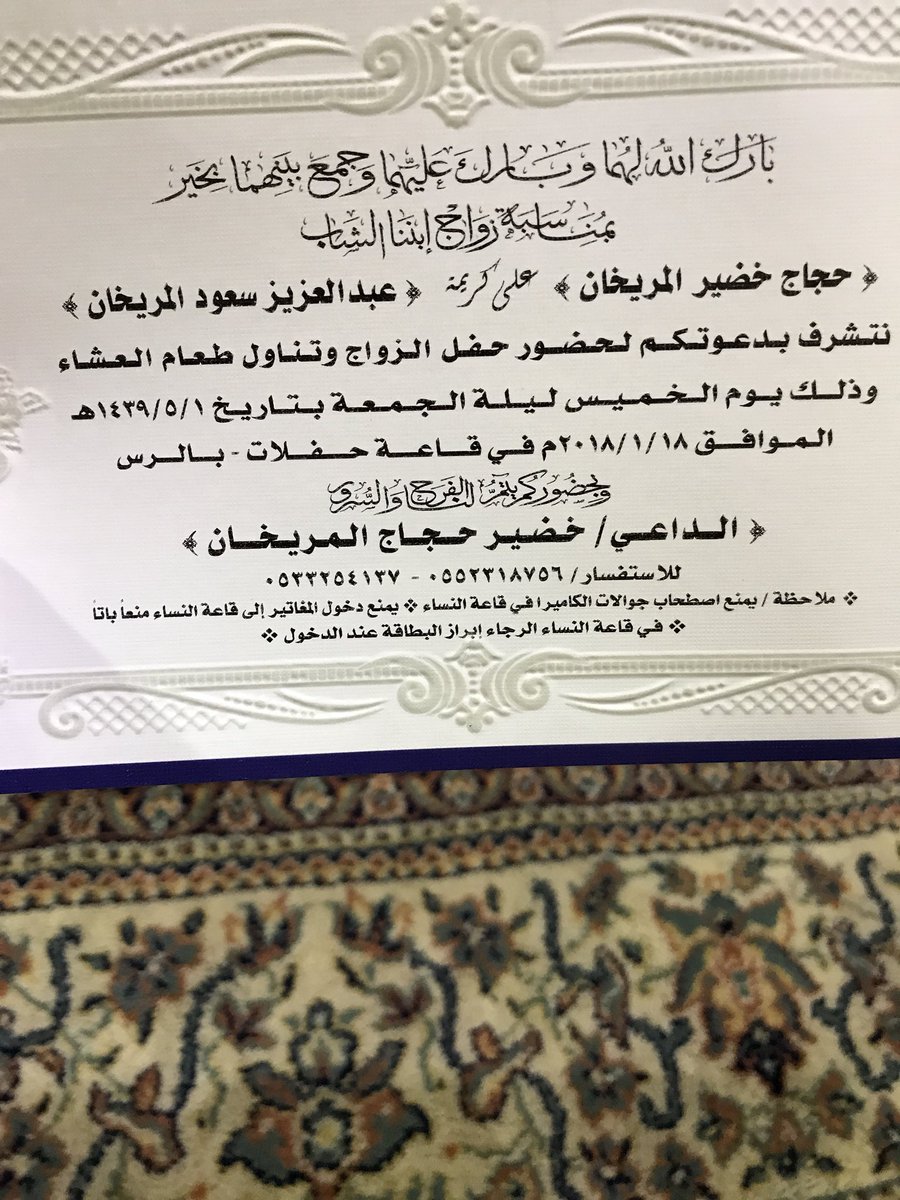 بارك الله لهما وبارك عليهما وجمع بينهما بخير
بمناسبة زواج إبننا الشاب
﴿ حجاج خضير المريخان ﴾ على كريمة ﴿ عبدالعزيز سعود المريخان ﴾
نتشرف بدعوتكم لحضور حفل الزواج وتناول طعام العشاء
وذلك يوم الخميس ليلة الجمعة بتاريخ ١٤٣٩/٥/١هـ
الموافق ٢٠١٨/١/١٨م في قاعة حفلات - بالرس
وبحضوركم يتم لنا الفرح والسرور
﴿ الداعي/ خضير حجاج المريخان ﴾
للاستفسار/ ٠٥٥٢٣١٨٧٥٦ - ٠٥٣٣٢٥٤١٣٧
❖ ملاحظة / يمنع اصطحاب جوالات الكاميرا في قاعة النساء ❖ يمنع دخول المغاتير إلى قاعة النساء منعاً باتاً
❖ في قاعة النساء الرجاء إبراز البطاقة عند الدخول ❖